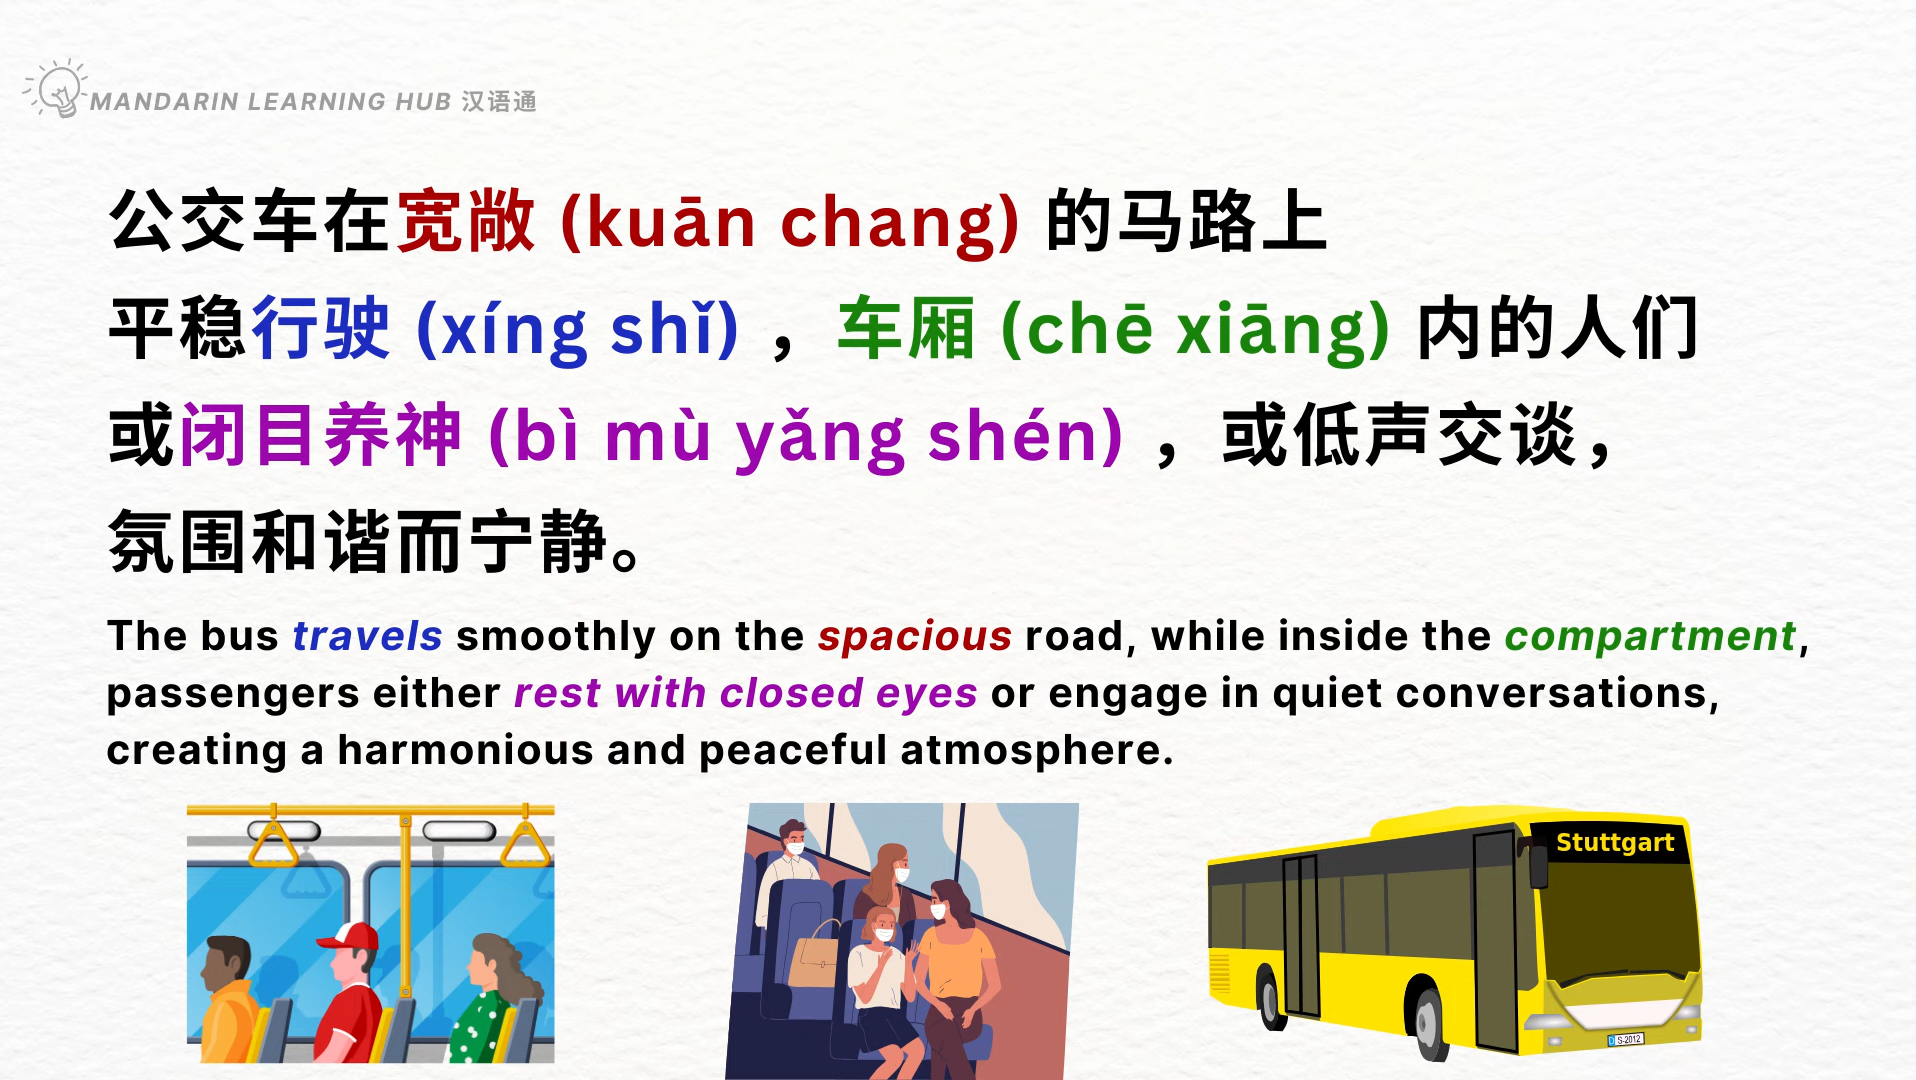 MANDARIN LEARNING HUB 汉语通
公交车在宽敞 (kuān chang) 的马路上
平稳行驶 (xíng shǐ) ，车厢 (chē xiāng) 内的人们
或闭目养神 (bì mù yǎng shén) ，或低声交谈，
氛围和谐而宁静。
The bus travels smoothly on the spacious road, while inside the compartment,
passengers either rest with closed eyes or engage in quiet conversations,
creating a harmonious and peaceful atmosphere.
Stuttgart
D S-2012